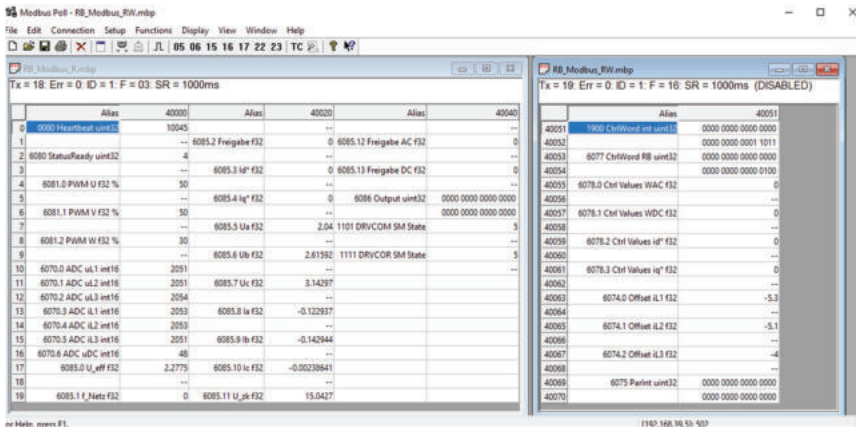 Modbus Poll - RB_Modbus_RW.mbp
File Edit Connection Setup Functions Display View Window Help
05 06 15 16 17 22 23 TC
RB_Modbus_R.mbp
Tx = 18: Err = 0: ID = 1: F = 03: SR = 1000ms
Alias 40000 Alias 40020 Alias 40040
0 0000 Heartbeat uint32 10045 -- --
1 -- 6085.2 Freigabe f32 0 6085.12 Freigabe AC f32 0
2 6080 StatusReady uint32 4 -- --
3 -- 6085.3 Id* f32 0 6085.13 Freigabe DC f32 0
4 6081.0 PWM U f32 % 50 -- --
5 -- 6085.4 Iq* f32 0 6086 Output uint32 0000 0000 0000 0000
6 6081.1 PWM V f32 % 50 -- 0000 0000 0000 0000
7 -- 6085.5 Ua f32 2.04 1101 DRVCOM SM State 5
8 6081.2 PWM W f32 % 30 -- --
9 -- 6085.6 Ub f32 2.61592 1111 DRVCOR SM State 5
10 6070.0 ADC uL1 int16 2051 -- --
11 6070.1 ADC uL2 int16 2051 6085.7 Uc f32 3.14297
12 6070.2 ADC uL3 int16 2054 --
13 6070.3 ADC iL1 int16 2053 6085.8 Ia f32 -0.122937
14 6070.4 ADC iL2 int16 2053 --
15 6070.5 ADC iL3 int16 2051 6085.9 Ib f32 -0.142944
16 6070.6 ADC uDC int16 48 --
17 6085.0 U_eff f32 2.2775 6085.10 Ic f32 -0.00238641
18 -- --
19 6085.1 f_Netz f32 0 6085.11 U_zk f32 15.0427
RB_Modbus_RW.mbp
Tx = 19: Err = 0: ID = 1: F = 16: SR = 1000ms (DISABLED)
Alias 40051
40051 1900 CtrlWord int uint32 0000 0000 0000 0000
40052 0000 0000 0001 1011
40053 6077 CtrlWord RB uint32 0000 0000 0000 0000
40054 0000 0000 0000 0100
40055 6078.0 Ctrl Values WAC f32 0
40056 --
40057 6078.1 Ctrl Values WDC f32 0
40058 --
40059 6078.2 Ctrl Values id* f32 0
40060 --
40061 6078.3 Ctrl Values iq* f32 0
40062 --
40063 6074.0 Offset iL1 f32 -5.3
40064 --
40065 6074.1 Offset iL2 f32 -5.1
40066 --
40067 6074.2 Offset iL3 f32 -4
40068 --
40069 6075 Parint uint32 0000 0000 0000 0000
40070 0000 0000 0000 0000
or Help, press F1.
[192.168.39.5]: 502